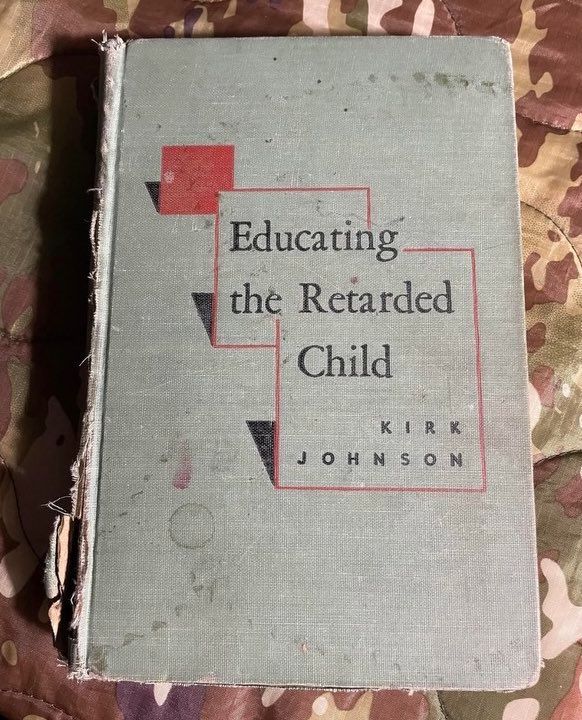 Educating
the Retarded
Child
KIRK
JOHNSON